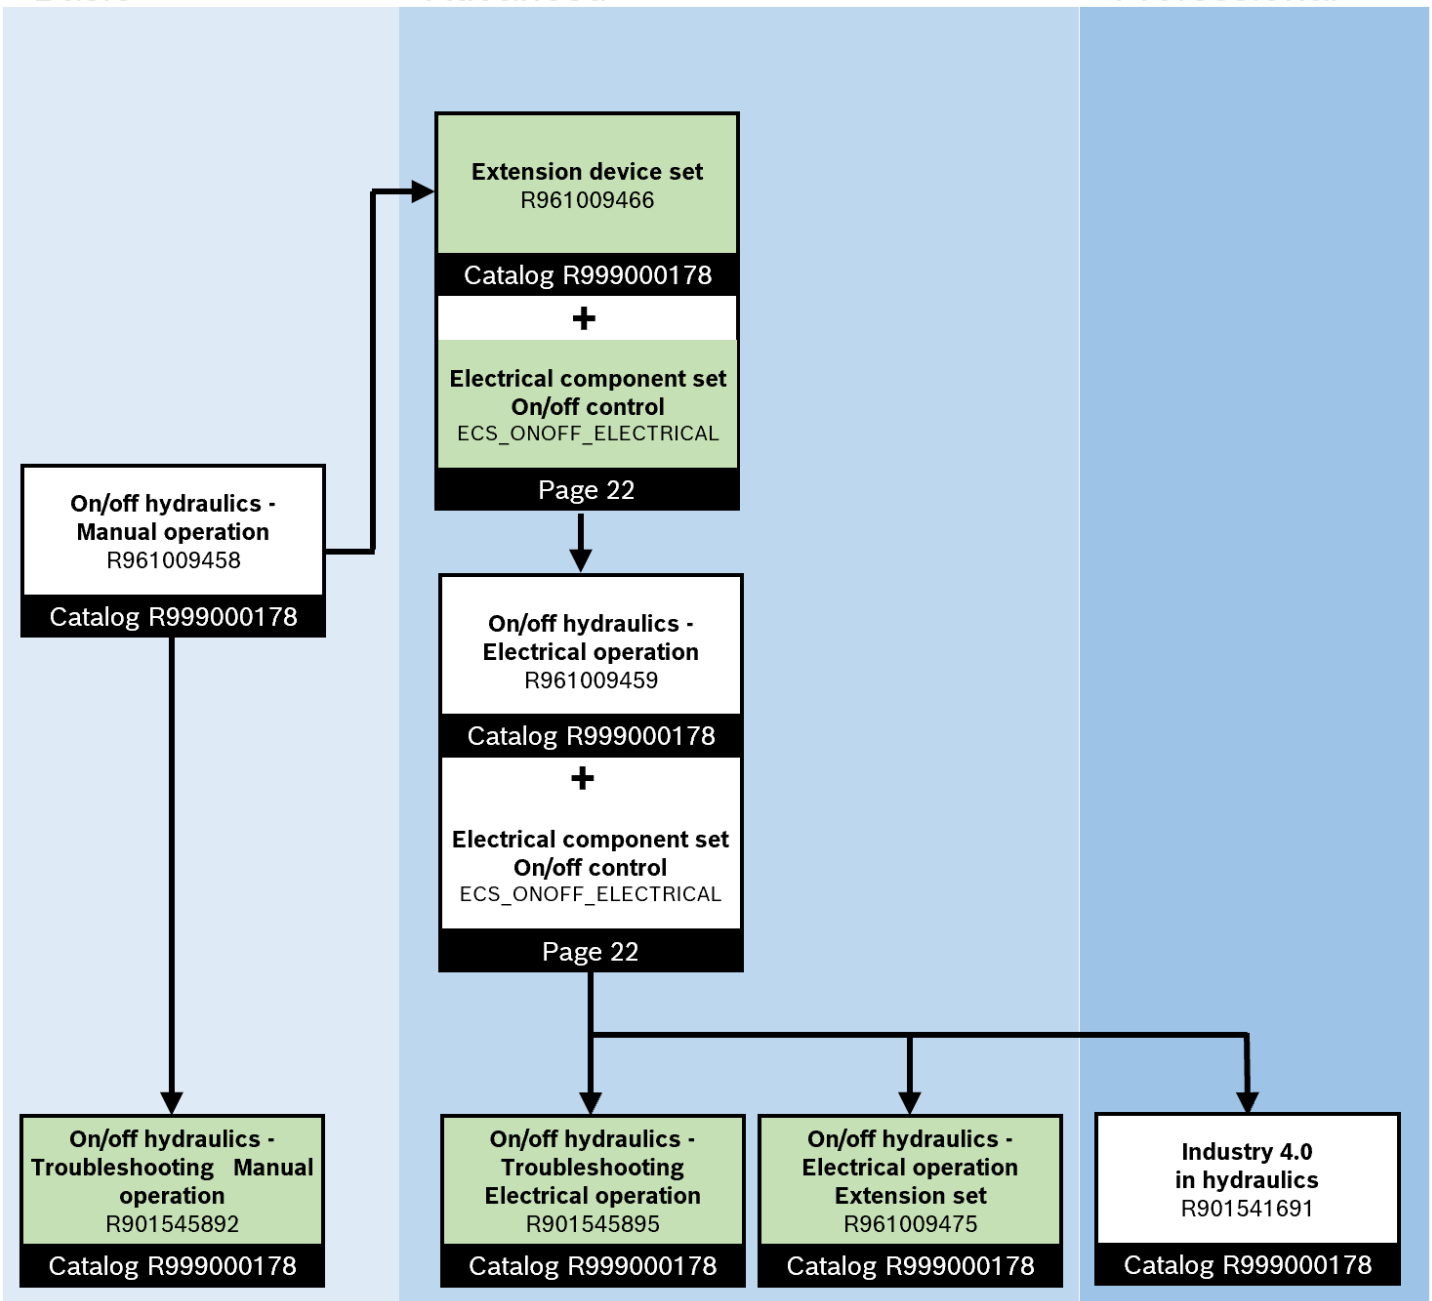 Extension device set
R961009466
Catalog R999000178
+
Electrical component set
On/off control
ECS_ONOFF_ELECTRICAL
Page 22
On/off hydraulics -
Manual operation
R961009458
Catalog R999000178
On/off hydraulics -
Electrical operation
R961009459
Catalog R999000178
+
Electrical component set
On/off control
ECS_ONOFF_ELECTRICAL
Page 22
On/off hydraulics -
Troubleshooting Manual
operation
R901545892
Catalog R999000178
On/off hydraulics -
Troubleshooting
Electrical operation
R901545895
Catalog R999000178
On/off hydraulics -
Electrical operation
Extension set
R961009475
Catalog R999000178
Industry 4.0
in hydraulics
R901541691
Catalog R999000178